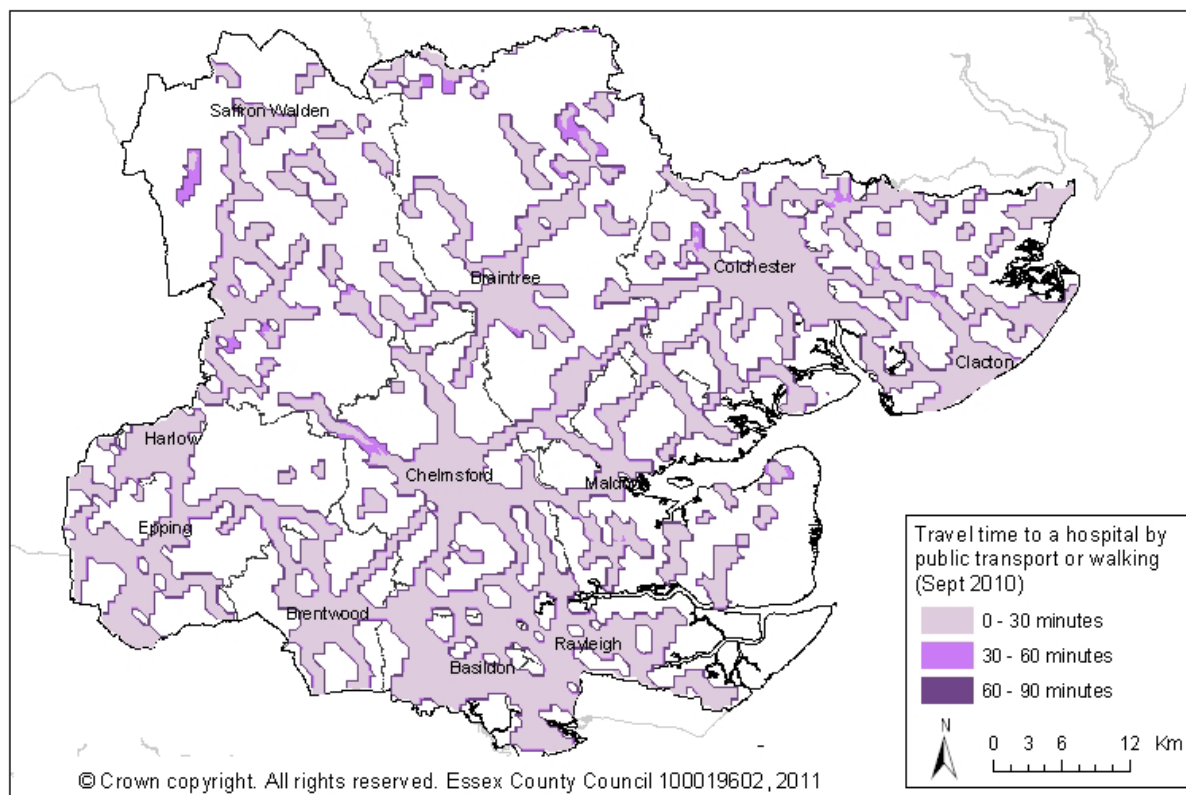 Saffron Walden
Braintree
Colchester
Clacton
Harlow
Chelmsford
Maldon
Epping
Brentwood
Rayleigh
Basildon
Travel time to a hospital by
public transport or walking
(Sept 2010)
0 - 30 minutes
30 - 60 minutes
60 - 90 minutes
N
0 3 6 12 Km
© Crown copyright. All rights reserved. Essex County Council 100019602, 2011